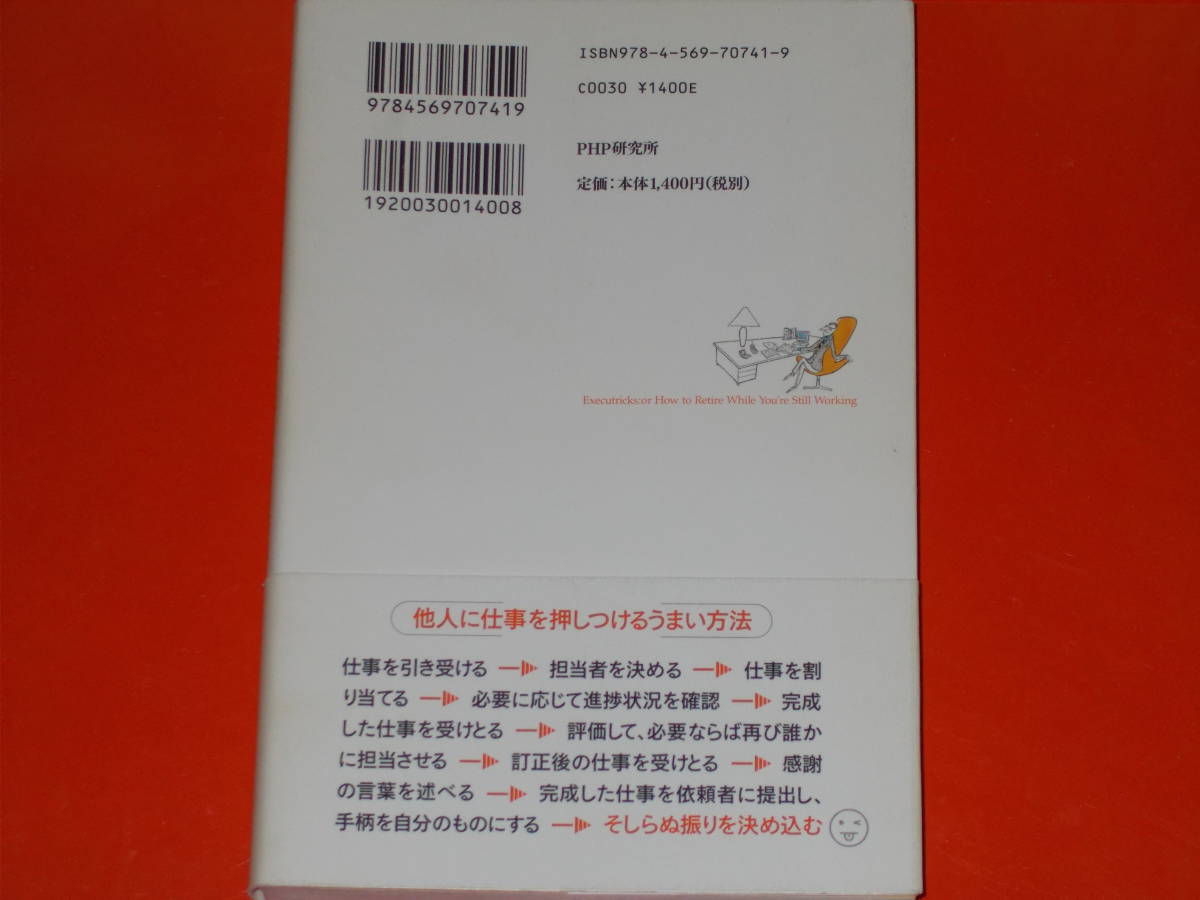 ISBN978-4-569-70741-9
C0030 ¥1400E
9784569707419
PHP研究所
定価：本体1,400円（税別）
1920030014008
Executricks:or How to Retire While You're Still Working
他人に仕事を押しつけるうまい方法
仕事を引き受ける 担当者を決める 仕事を割
り当てる 必要に応じて進捗状況を確認 完成
した仕事を受けとる 評価して、必要ならば再び誰か
に担当させる 訂正後の仕事を受けとる 感謝
の言葉を述べる 完成した仕事を依頼者に提出し、
手柄を自分のものにする そしらぬ振りを決め込む